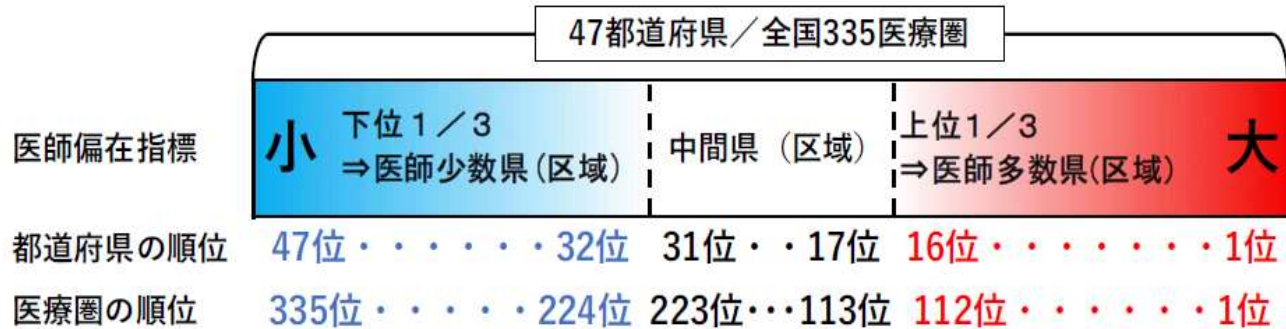 47都道府県／全国335医療圏
医師偏在指標
小
下位１／３
⇒医師少数県(区域)
中間県（区域）
上位１／３
⇒医師多数県(区域)
大
都道府県の順位 47位・・・・・・32位 31位・・17位 16位・・・・・・・1位
医療圏の順位 335位・・・・・224位 223位･･･113位 112位・・・・・・1位